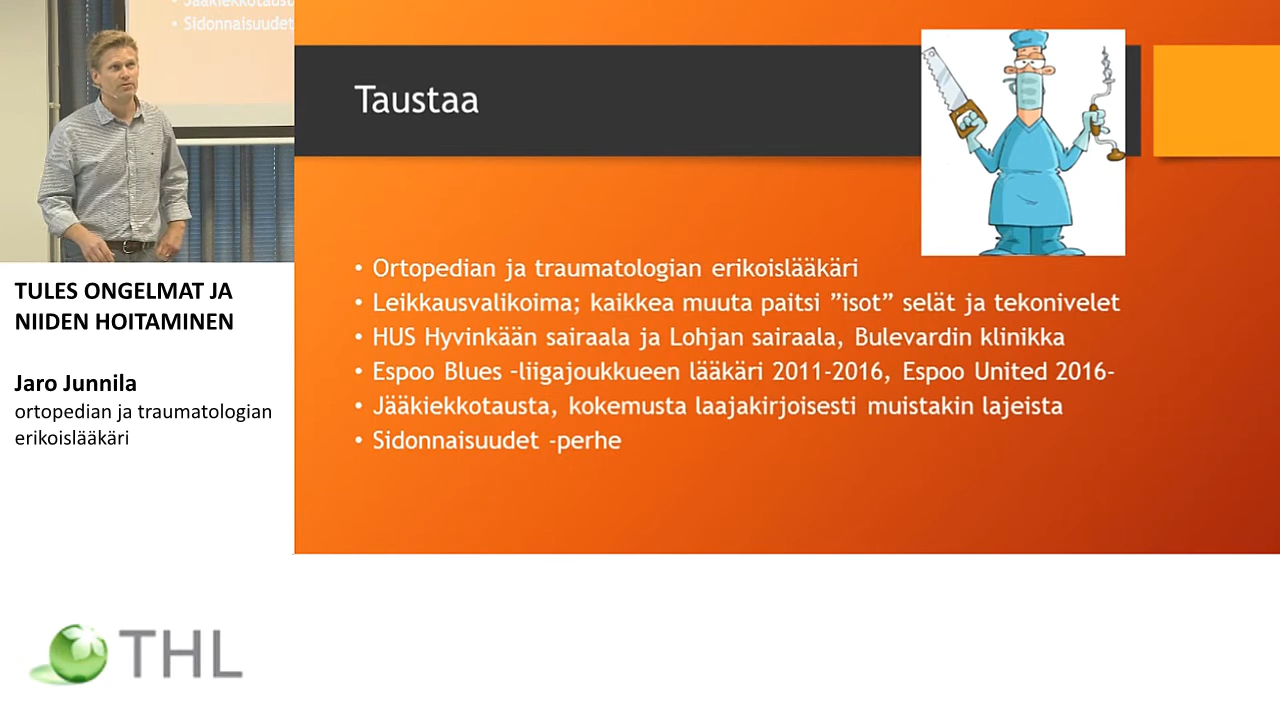 Jääkiekkotausta
• Sidonnaisuudet
TULES ONGELMAT JA
NIIDEN HOITAMINEN
Jaro Junnila
ortopedian ja traumatologian
erikoislääkäri
THL
Taustaa
• Ortopedian ja traumatologian erikoislääkäri
• Leikkausvalikoima; kaikkea muuta paitsi ”isot” selät ja tekonivelet
• HUS Hyvinkään sairaala ja Lohjan sairaala, Bulevardin klinikka
• Espoo Blues -liigajoukkueen lääkäri 2011-2016, Espoo United 2016-
• Jääkiekkotausta, kokemusta laajakirjoisesti muistakin lajeista
• Sidonnaisuudet -perhe